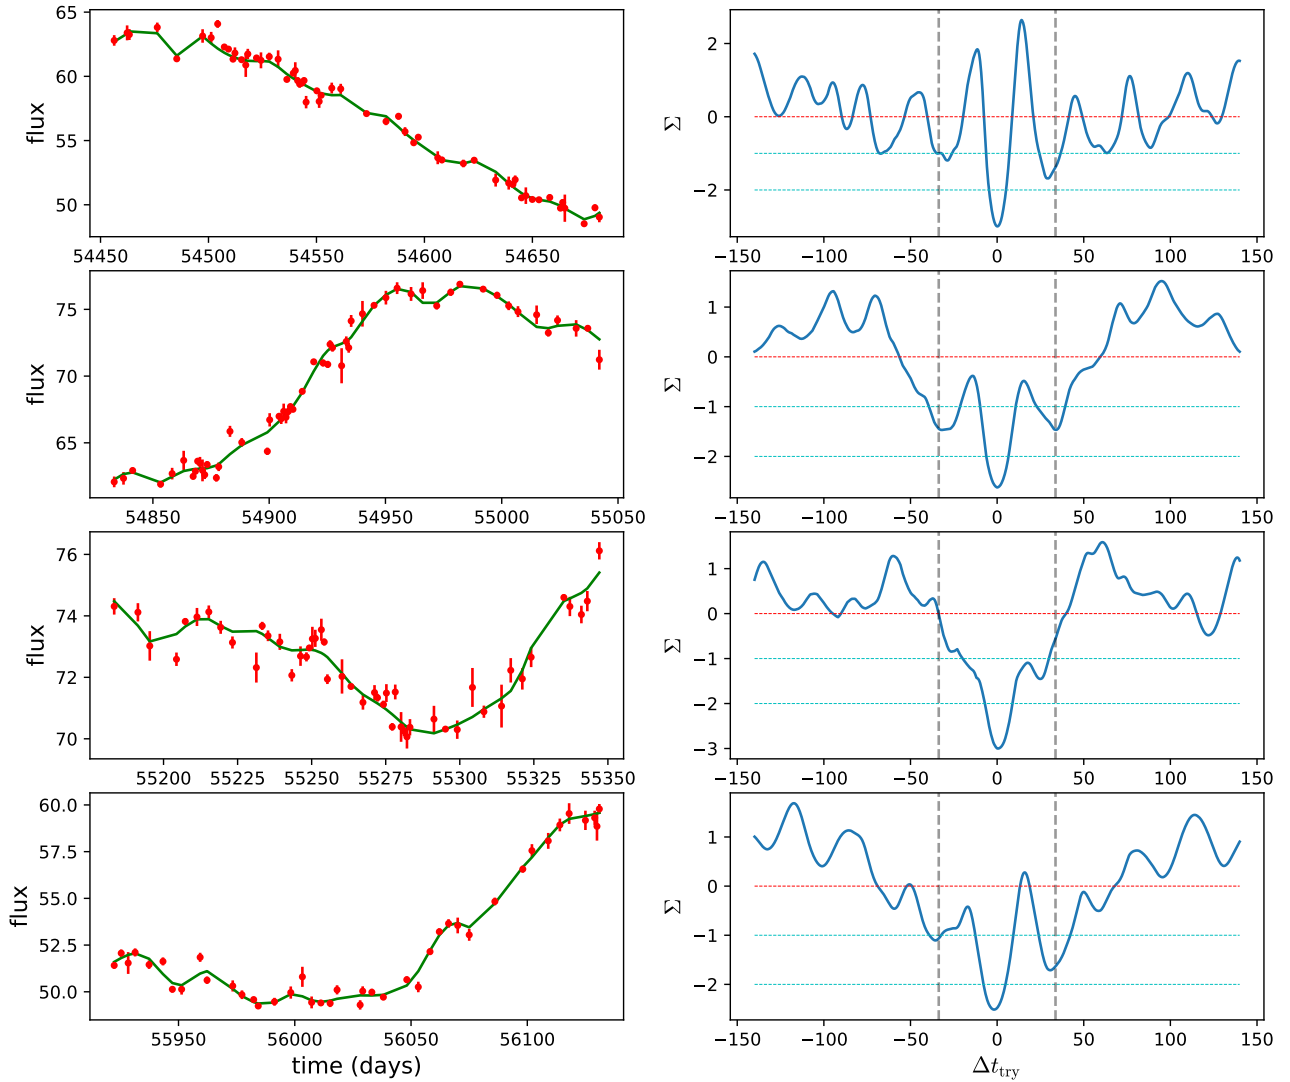 65
60
55
50
flux
54450 54500 54550 54600 54650
2
0
−2
Σ
−150 −100 −50 0 50 100 150
75
70
65
flux
54850 54900 54950 55000 55050
1
0
−1
−2
Σ
−150 −100 −50 0 50 100 150
76
74
72
70
flux
55200 55225 55250 55275 55300 55325 55350
1
0
−1
−2
−3
Σ
−150 −100 −50 0 50 100 150
60.0
57.5
55.0
52.5
50.0
flux
55950 56000 56050 56100
time (days)
1
0
−1
−2
Σ
−150 −100 −50 0 50 100 150
Δt_try